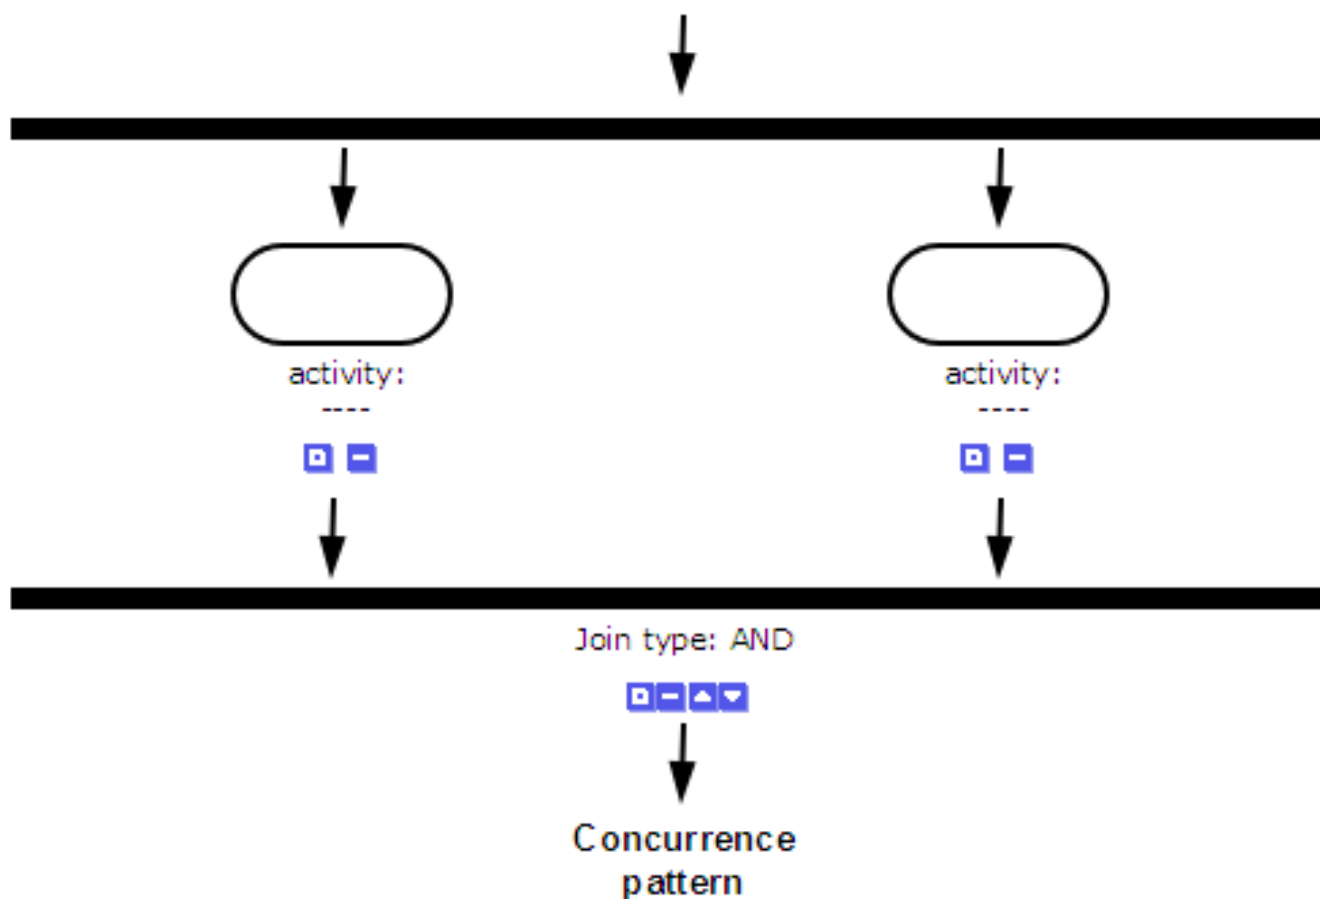 activity: activity:
---- ----
Join type: AND
Concurrence
pattern